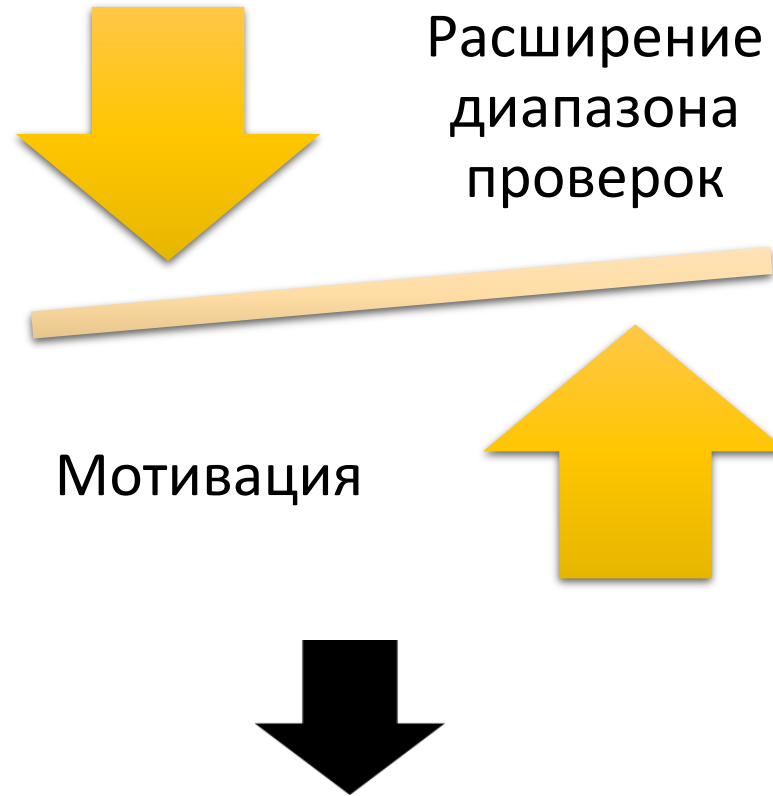 Расширение
диапазона
проверок
Мотивация